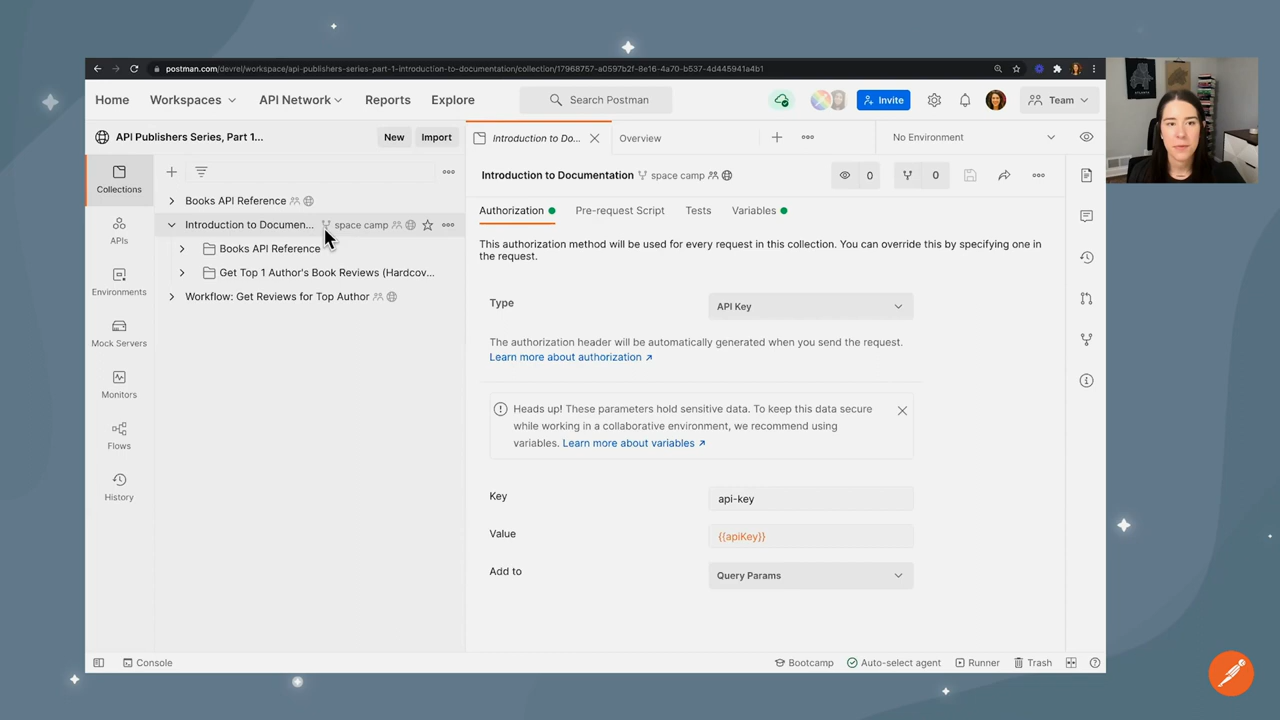 postman.com/devrel/workspace/api-publishers-series-part-1-introduction-to-documentation/collection/17968757-a0597b2f-8e16-4a70-b537-4d445941a4b1
Home
Workspaces
API Network
Reports
Explore
Search Postman
Invite
Team
API Publishers Series, Part 1...
New
Import
Introduction to Do...
Overview
No Environment
Collections
APIs
Environments
Mock Servers
Monitors
Flows
History
Books API Reference
Introduction to Documen...
space camp
Books API Reference
Get Top 1 Author's Book Reviews (Hardcov...
Workflow: Get Reviews for Top Author
Introduction to Documentation
space camp
0
0
Authorization
Pre-request Script
Tests
Variables
This authorization method will be used for every request in this collection. You can override this by specifying one in
the request.
Type
API Key
The authorization header will be automatically generated when you send the request.
Learn more about authorization ↗
Heads up! These parameters hold sensitive data. To keep this data secure
while working in a collaborative environment, we recommend using
variables. Learn more about variables ↗
Key
api-key
Value
{{apiKey}}
Add to
Query Params
Console
Bootcamp
Auto-select agent
Runner
Trash